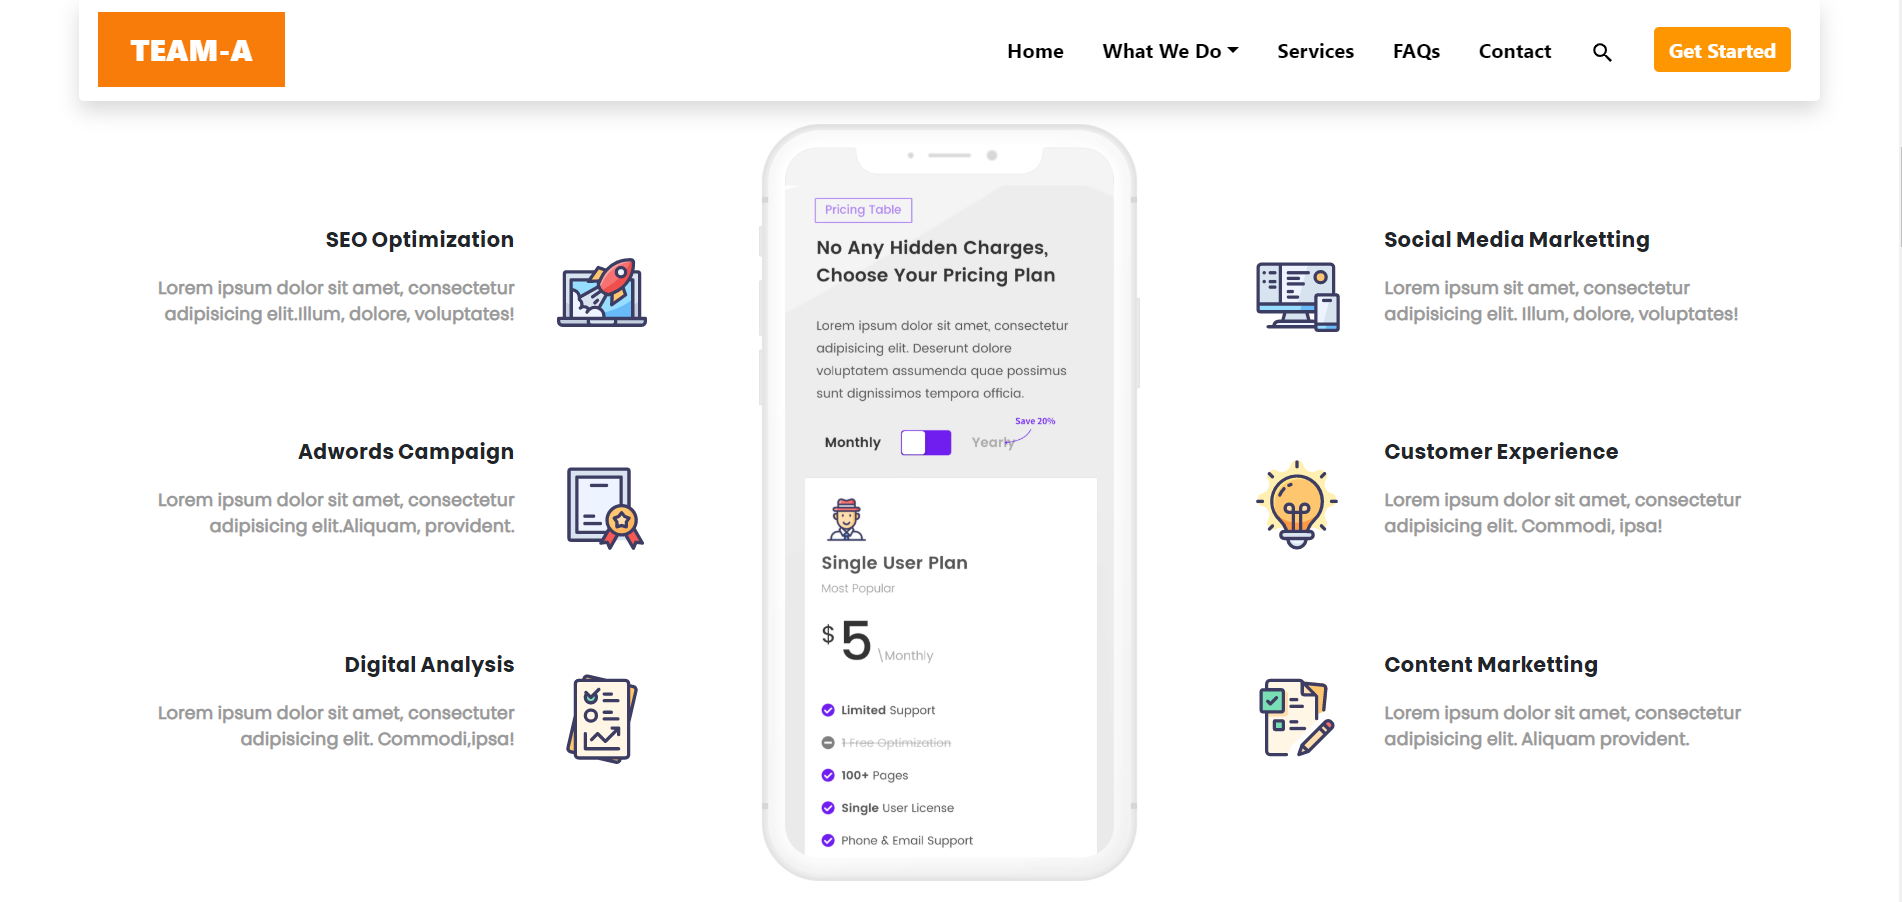 TEAM-A
Home
What We Do
Services
FAQs
Contact
Get Started
SEO Optimization
Lorem ipsum dolor sit amet, consectetur
adipisicing elit.Illum, dolore, voluptates!
Adwords Campaign
Lorem ipsum dolor sit amet, consectetur
adipisicing elit.Aliquam, provident.
Digital Analysis
Lorem ipsum dolor sit amet, consectuter
adipisicing elit. Commodi,ipsa!
Pricing Table
No Any Hidden Charges,
Choose Your Pricing Plan
Lorem ipsum dolor sit amet, consectetur
adipisicing elit. Deserunt dolore
voluptatem assumenda quae possimus
sunt dignissimos tempora officia.
Save 20%
Monthly
Yearly
Single User Plan
Most Popular
$5 \Monthly
Limited Support
1 Free Optimization
100+ Pages
Single User License
Phone & Email Support
Social Media Marketting
Lorem ipsum sit amet, consectetur
adipisicing elit. Illum, dolore, voluptates!
Customer Experience
Lorem ipsum dolor sit amet, consectetur
adipisicing elit. Commodi, ipsa!
Content Marketting
Lorem ipsum dolor sit amet, consectetur
adipisicing elit. Aliquam provident.